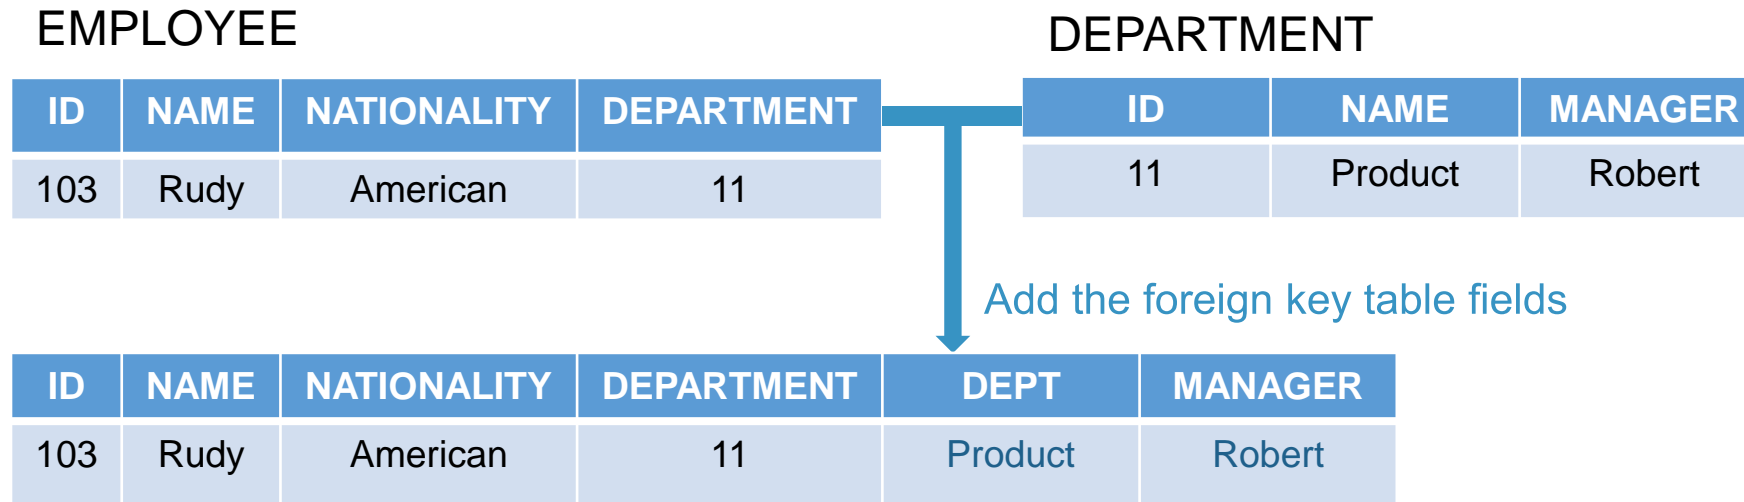 EMPLOYEE
DEPARTMENT
ID NAME NATIONALITY DEPARTMENT
103 Rudy American 11
ID NAME MANAGER
11 Product Robert
Add the foreign key table fields
ID NAME NATIONALITY DEPARTMENT DEPT MANAGER
103 Rudy American 11 Product Robert